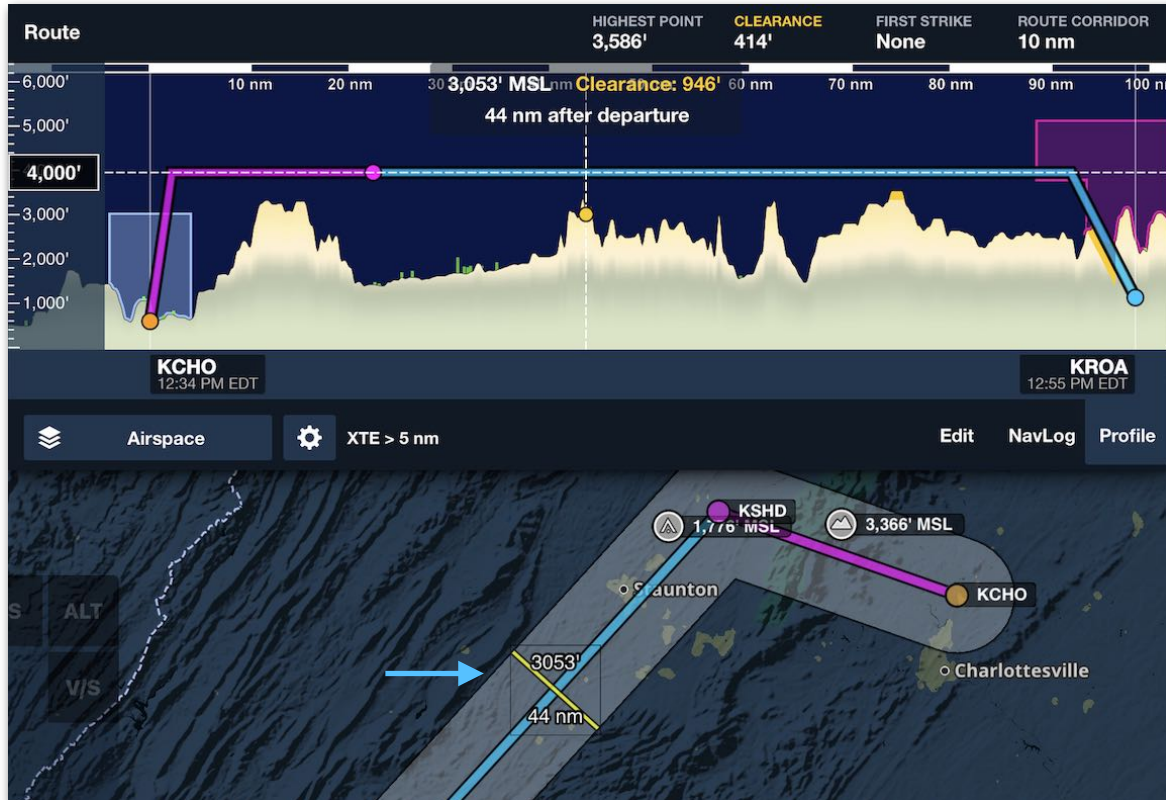 Route
HIGHEST POINT
3,586'
CLEARANCE
414'
FIRST STRIKE
None
ROUTE CORRIDOR
10 nm
6,000'
5,000'
4,000'
3,000'
2,000'
1,000'
10 nm
20 nm
30
nm
60 nm
70 nm
80 nm
90 nm
100 n
3,053' MSL Clearance: 946'
44 nm after departure
KCHO
12:34 PM EDT
KROA
12:55 PM EDT
Airspace
XTE > 5 nm
Edit
NavLog
Profile
KSHD
1,776' MSL
3,366' MSL
KCHO
Staunton
Charlottesville
S
ALT
V/S
3053'
44 nm